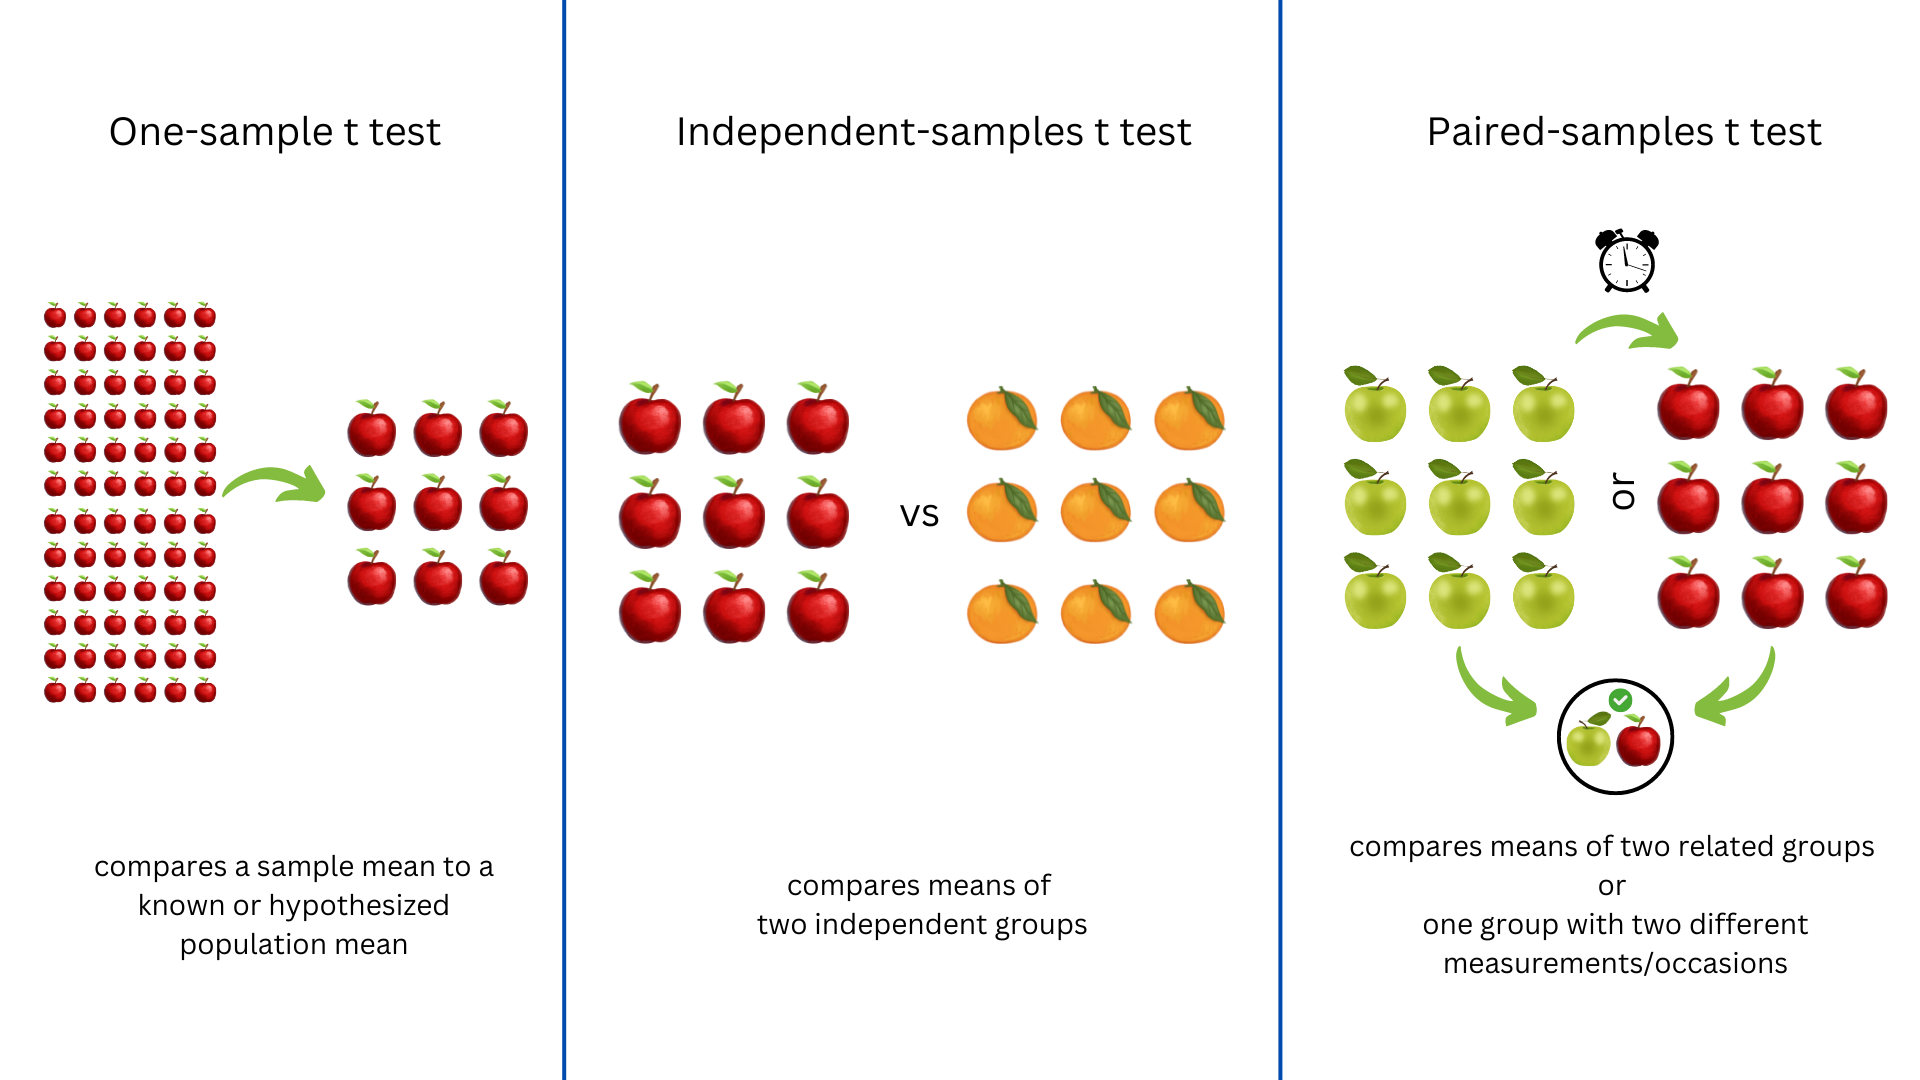 One-sample t test
compares a sample mean to a
known or hypothesized
population mean
Independent-samples t test
vs
compares means of
two independent groups
Paired-samples t test
or
compares means of two related groups
or
one group with two different
measurements/occasions